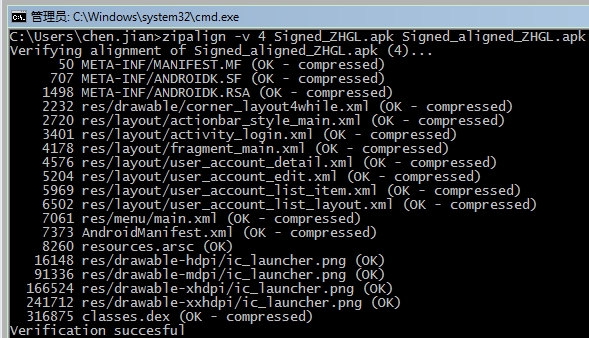 管理员: C:\Windows\system32\cmd.exe
C:\Users\chen.jian>zipalign -v 4 Signed_ZHGL.apk Signed_aligned_ZHGL.apk
Verifying alignment of Signed_aligned_ZHGL.apk (4)...
50 META-INF/MANIFEST.MF (OK - compressed)
707 META-INF/ANDROIDK.SF (OK - compressed)
1498 META-INF/ANDROIDK.RSA (OK - compressed)
2232 res/drawable/corner_layout4while.xml (OK - compressed)
2720 res/layout/actionbar_style_main.xml (OK - compressed)
3401 res/layout/activity_login.xml (OK - compressed)
4178 res/layout/fragment_main.xml (OK - compressed)
4576 res/layout/user_account_detail.xml (OK - compressed)
5204 res/layout/user_account_edit.xml (OK - compressed)
5969 res/layout/user_account_list_item.xml (OK - compressed)
6502 res/layout/user_account_list_layout.xml (OK - compressed)
7061 res/menu/main.xml (OK - compressed)
7373 AndroidManifest.xml (OK - compressed)
8260 resources.arsc (OK)
16148 res/drawable-hdpi/ic_launcher.png (OK)
91336 res/drawable-mdpi/ic_launcher.png (OK)
166524 res/drawable-xhdpi/ic_launcher.png (OK)
241712 res/drawable-xxhdpi/ic_launcher.png (OK)
316875 classes.dex (OK - compressed)
Verification succesful